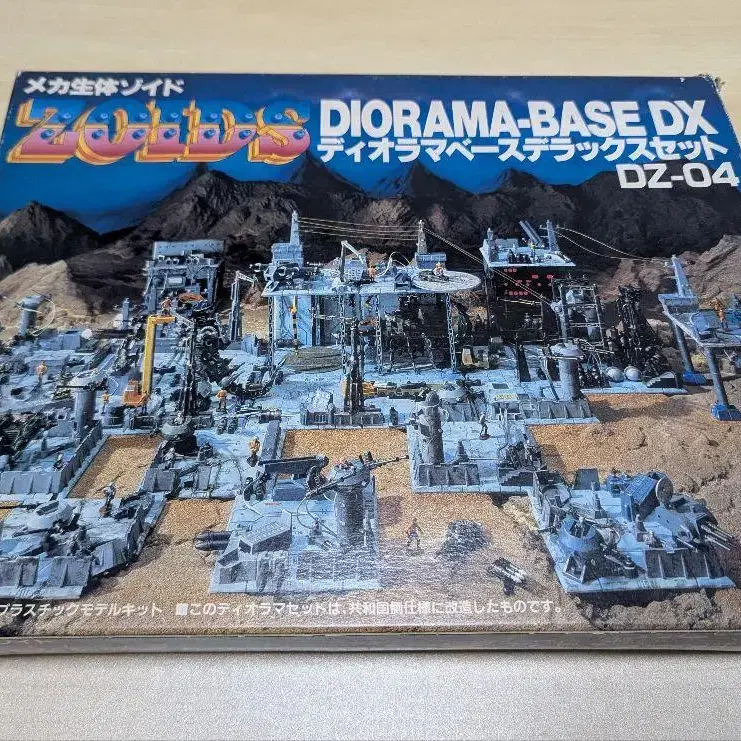 メカ生体ゾイド
ZOIDS
DIORAMA-BASE DX
ディオラマベースデラックスセット
DZ-04
プラスチックモデルキット ■このディオラマセットは、共和国側仕様に改造したものです。